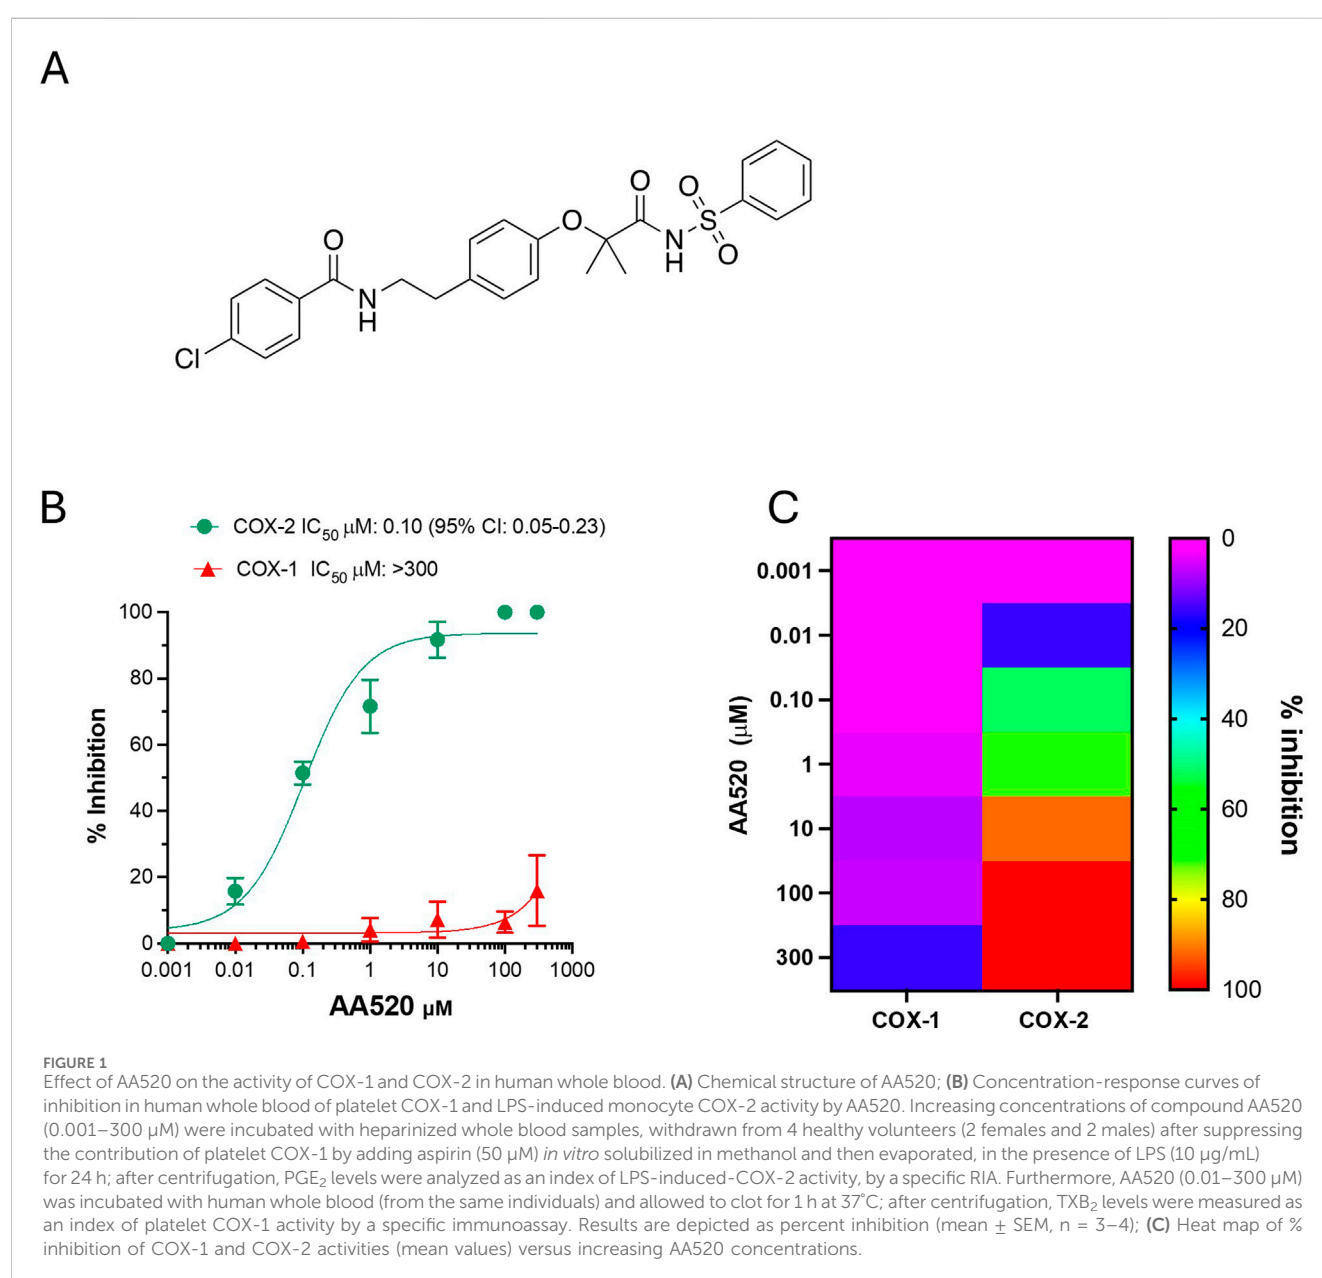 A
O
O
S
O
O
N
H
O
O
N
H
Cl
B
COX-2 IC50 µM: 0.10 (95% CI: 0.05-0.23)
COX-1 IC50 µM: >300
100
80
60
40
20
0
% Inhibition
0.001 0.01 0.1 1 10 100 1000
AA520 µM
C
0.001
0.01
0.10
1
10
100
300
AA520 (µM)
COX-1 COX-2
0
20
40
60
80
100
% inhibition
FIGURE 1
Effect of AA520 on the activity of COX-1 and COX-2 in human whole blood. (A) Chemical structure of AA520; (B) Concentration-response curves of
inhibition in human whole blood of platelet COX-1 and LPS-induced monocyte COX-2 activity by AA520. Increasing concentrations of compound AA520
(0.001–300 µM) were incubated with heparinized whole blood samples, withdrawn from 4 healthy volunteers (2 females and 2 males) after suppressing
the contribution of platelet COX-1 by adding aspirin (50 µM) in vitro solubilized in methanol and then evaporated, in the presence of LPS (10 µg/mL)
for 24 h; after centrifugation, PGE2 levels were analyzed as an index of LPS-induced-COX-2 activity, by a specific RIA. Furthermore, AA520 (0.01–300 µM)
was incubated with human whole blood (from the same individuals) and allowed to clot for 1 h at 37°C; after centrifugation, TXB2 levels were measured as
an index of platelet COX-1 activity by a specific immunoassay. Results are depicted as percent inhibition (mean ± SEM, n = 3–4); (C) Heat map of %
inhibition of COX-1 and COX-2 activities (mean values) versus increasing AA520 concentrations.